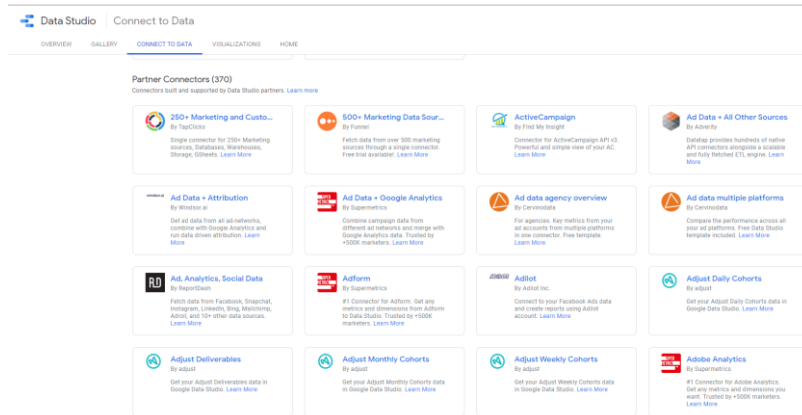 Data Studio Connect to Data
OVERVIEW GALLERY CONNECT TO DATA VISUALIZATIONS HOME
Partner Connectors (370)
Connectors built and supported by Data Studio partners. Learn more
250+ Marketing and Custo...
By TapClicks
Single connector for 250+ Marketing
sources, Databases, Warehouses,
Storage, GSheets. Learn More
500+ Marketing Data Sour...
By Funnel
Fetch data from over 500 marketing
sources through a single connector.
Free trial available!. Learn More
ActiveCampaign
By Find My Insight
Connector for ActiveCampaign API v3.
Powerful and simple view of your AC.
Learn More
Ad Data + All Other Sources
By Adverity
Datatap provides hundreds of native
API connectors alongside a scalable
and fully fletched ETL engine. Learn
More
windsor.ai
Ad Data + Attribution
By Windsor.ai
Get ad data from all ad-networks,
combine with Google Analytics and
run data driven attribution. Learn
More
Ad Data + Google Analytics
By Supermetrics
Combine campaign data from
different ad networks and merge with
Google Analytics data. Trusted by
+500K marketers. Learn More
Ad data agency overview
By Cervinodata
For agencies. Key metrics from your
ad accounts from multiple platforms
in one connector. Free template.
Learn More
Ad data multiple platforms
By Cervinodata
Compare the performance across all
your ad platforms. Free Data Studio
template included. Learn More
Ad, Analytics, Social Data
By ReportDash
Fetch data from Facebook, Snapchat,
Instagram, LinkedIn, Bing, Mailchimp,
Adroll, and 10+ other data sources.
Learn More
Adform
By Supermetrics
#1 Connector for Adform. Get any
metrics and dimensions from Adform
to Data Studio. Trusted by +500K
marketers. Learn More
Adilot
By Adilot Inc.
Connect to your Facebook Ads data
and create reports using Adilot
account. Learn More
Adjust Daily Cohorts
By adjust
Get your Adjust Daily Cohorts data in
Google Data Studio. Learn More
Adjust Deliverables
By adjust
Get your Adjust Deliverables data in
Google Data Studio. Learn More
Adjust Monthly Cohorts
By adjust
Get your Adjust Monthly Cohorts data
in Google Data Studio. Learn More
Adjust Weekly Cohorts
By adjust
Get your Adjust Weekly Cohorts data
in Google Data Studio. Learn More
Adobe Analytics
By Supermetrics
#1 Connector for Adobe Analytics.
Get any metrics and dimensions you
want. Trusted by +500K marketers.
Learn More